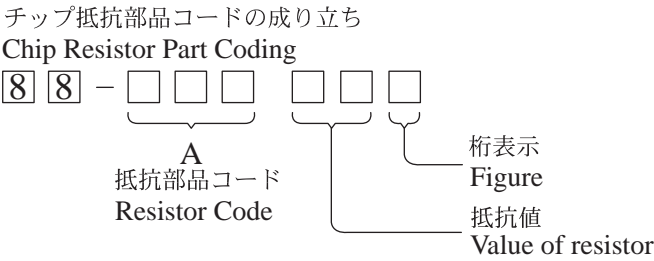 チップ抵抗部品コードの成り立ち
Chip Resistor Part Coding
8 8 – □ □ □ □ □ □
A
抵抗部品コード
Resistor Code
桁表示
Figure
抵抗値
Value of resistor